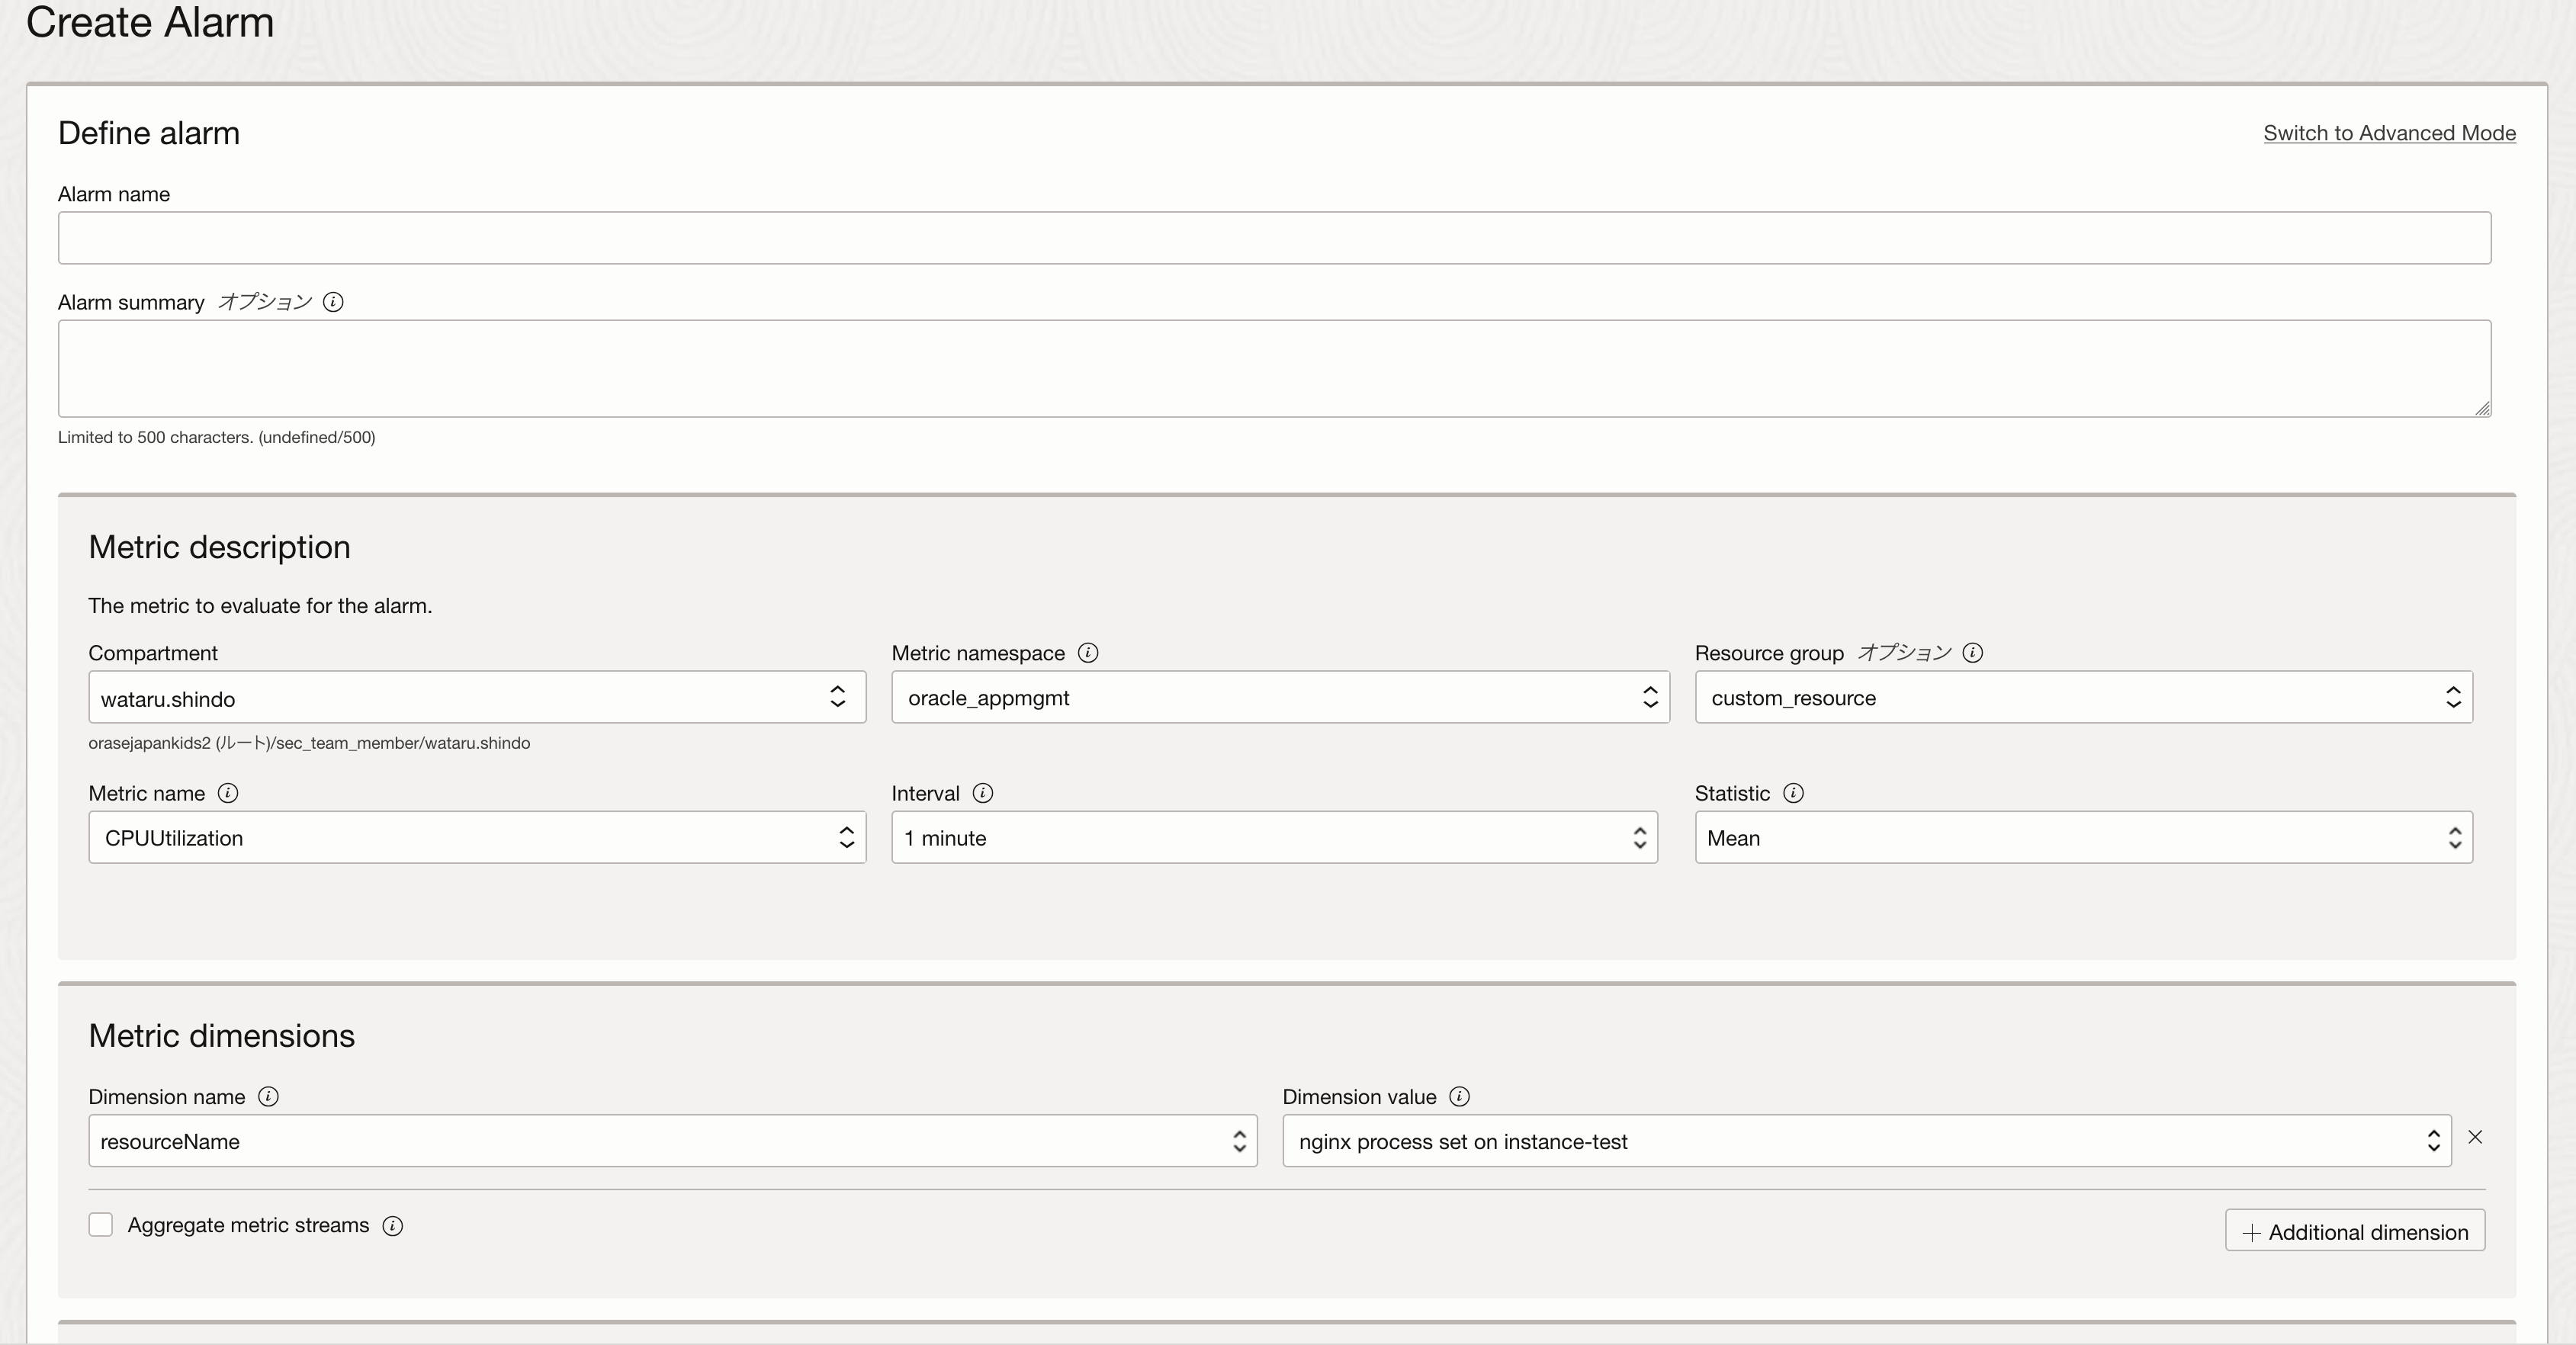 Create Alarm
Define alarm
Switch to Advanced Mode
Alarm name
Alarm summary オプション
Limited to 500 characters. (undefined/500)
Metric description
The metric to evaluate for the alarm.
Compartment
Metric namespace
Resource group オプション
wataru.shindo
oracle_appmgmt
custom_resource
orasejapankids2 (ルート)/sec_team_member/wataru.shindo
Metric name
Interval
Statistic
CPUUtilization
1 minute
Mean
Metric dimensions
Dimension name
Dimension value
resourceName
nginx process set on instance-test
Aggregate metric streams
Additional dimension